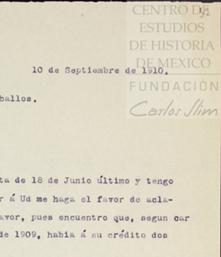 CENTRO DE
ESTUDIOS
DE HISTORIA
DE MEXICO
FUNDACIÓN
Carlos Slim
10 de Septiembre de 1910.
ballos.
ta de 18 de Junio último y tengo
r á Ud me haga el favor de acla-
avor, pues encuentro que, segun car
de 1909, habia á su crédito dos